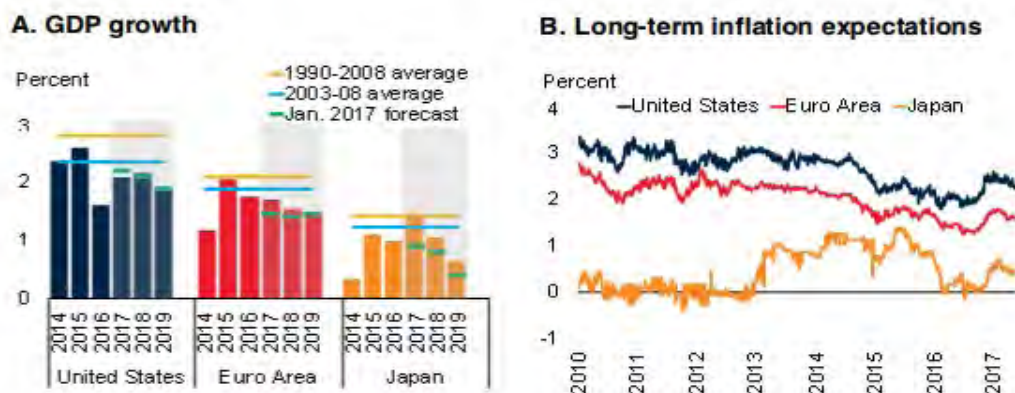 A. GDP growth
Percent
1990-2008 average
2003-08 average
Jan. 2017 forecast
3
2
1
0
2014 2015 2016 2017 2018 2019 2014 2015 2016 2017 2018 2019 2014 2015 2016 2017 2018 2019
United States Euro Area Japan
B. Long-term inflation expectations
Percent
4
United States Euro Area Japan
3
2
1
0
-1
2010 2011 2012 2013 2014 2015 2016 2017